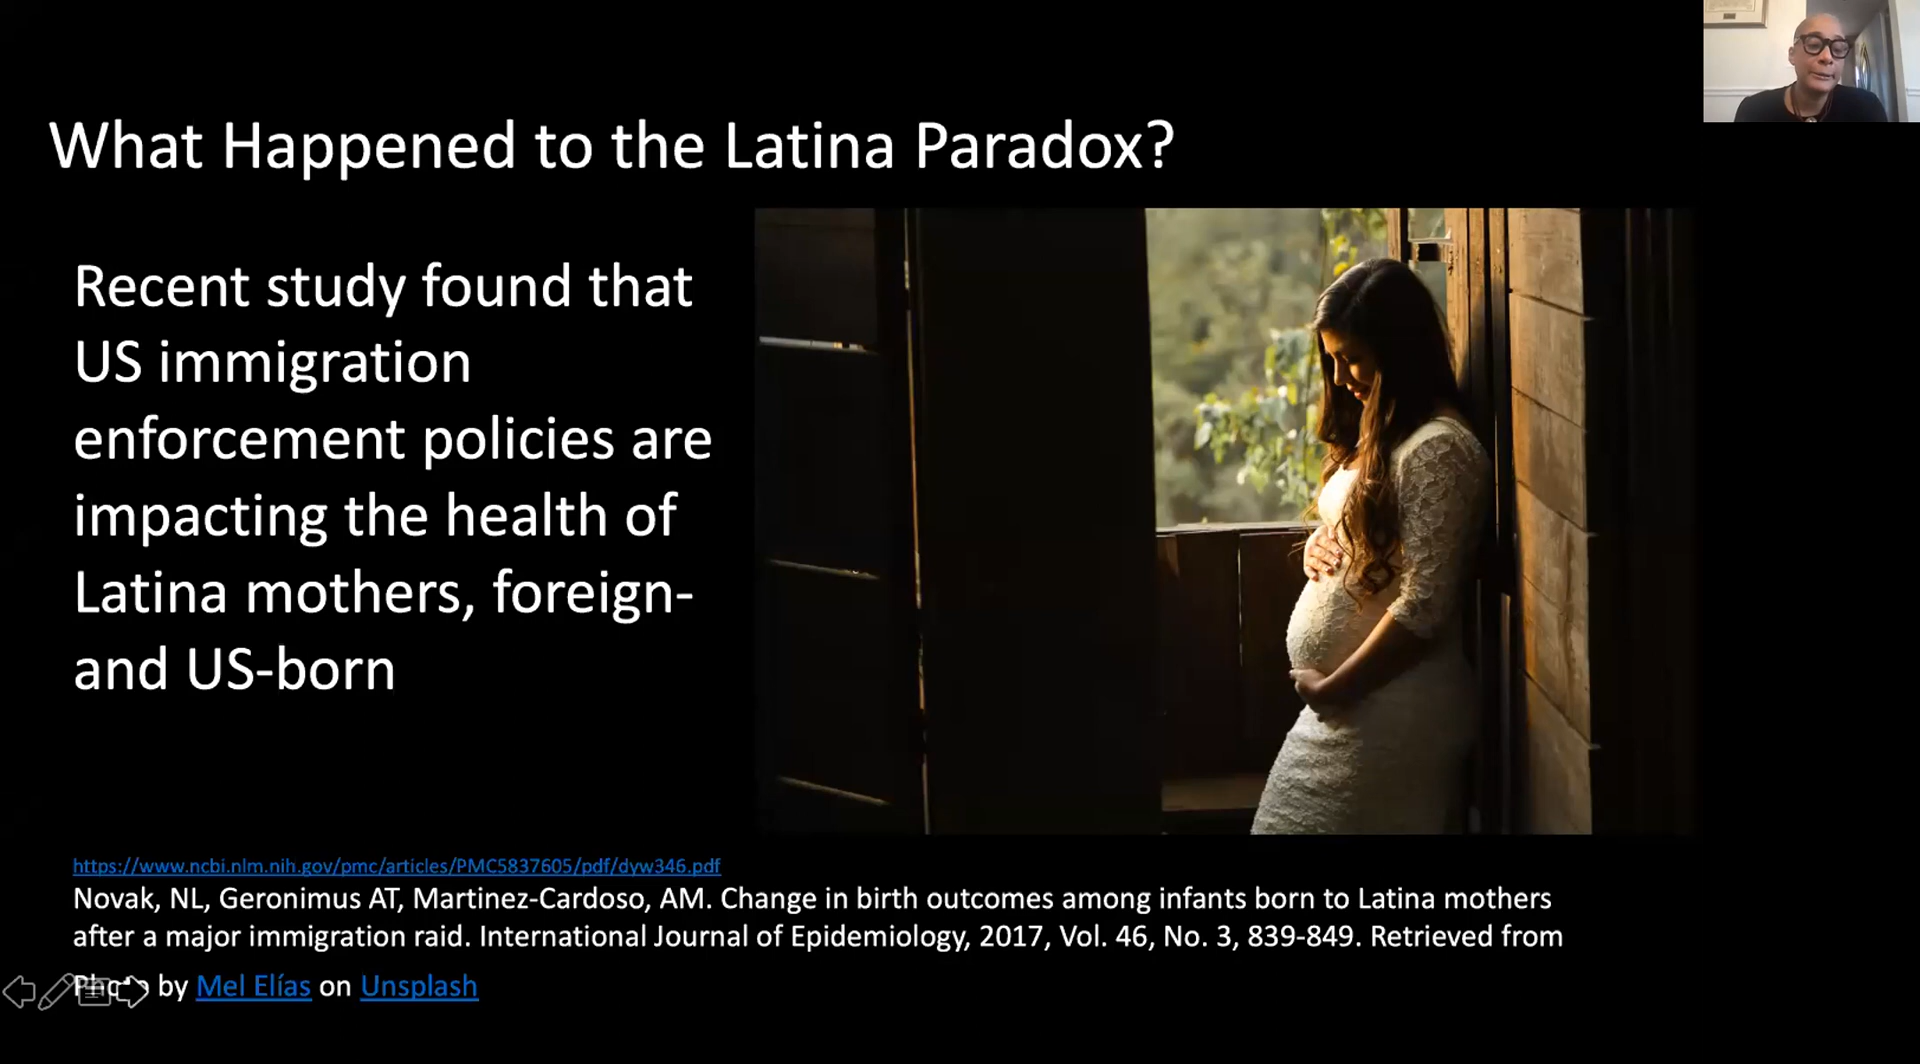 What Happened to the Latina Paradox?
Recent study found that
US immigration
enforcement policies are
impacting the health of
Latina mothers, foreign-
and US-born
https://www.ncbi.nlm.nih.gov/pmc/articles/PMC5837605/pdf/dyw346.pdf
Novak, NL, Geronimus AT, Martinez-Cardoso, AM. Change in birth outcomes among infants born to Latina mothers
after a major immigration raid. International Journal of Epidemiology, 2017, Vol. 46, No. 3, 839-849. Retrieved from
Photo by Mel Elías on Unsplash